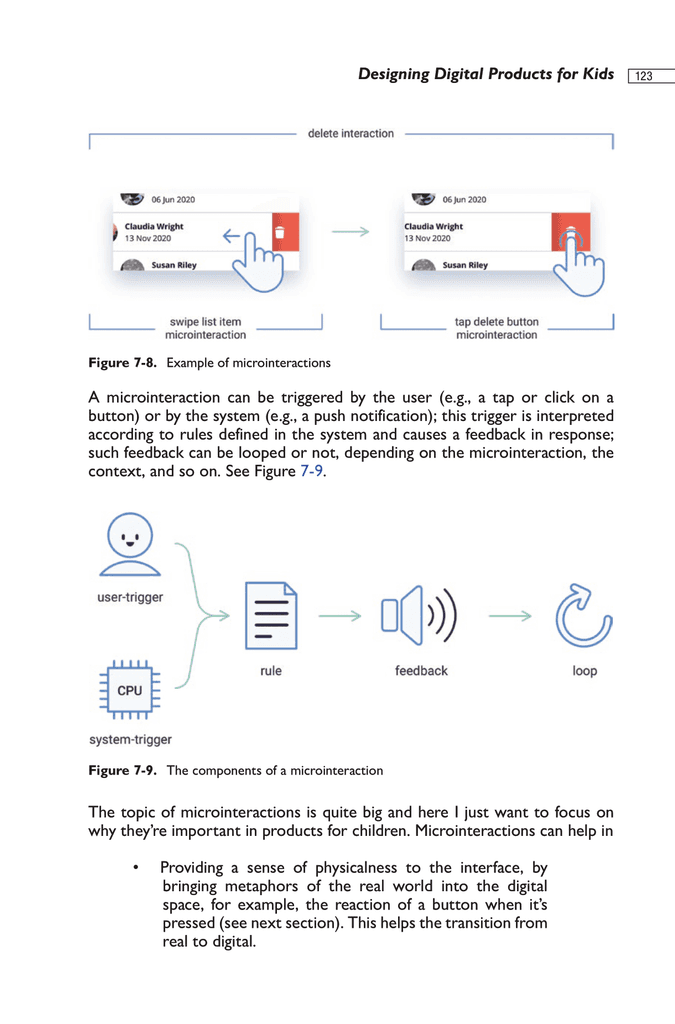 Designing Digital Products for Kids 123
delete interaction
06 Jun 2020
Claudia Wright
13 Nov 2020
Susan Riley
06 Jun 2020
Claudia Wright
13 Nov 2020
Susan Riley
swipe list item
microinteraction
tap delete button
microinteraction
Figure 7-8. Example of microinteractions
A microinteraction can be triggered by the user (e.g., a tap or click on a
button) or by the system (e.g., a push notification); this trigger is interpreted
according to rules defined in the system and causes a feedback in response;
such feedback can be looped or not, depending on the microinteraction, the
context, and so on. See Figure 7-9.
user-trigger
CPU
system-trigger
rule
feedback
loop
Figure 7-9. The components of a microinteraction
The topic of microinteractions is quite big and here I just want to focus on
why they’re important in products for children. Microinteractions can help in
• Providing a sense of physicalness to the interface, by
bringing metaphors of the real world into the digital
space, for example, the reaction of a button when it’s
pressed (see next section). This helps the transition from
real to digital.